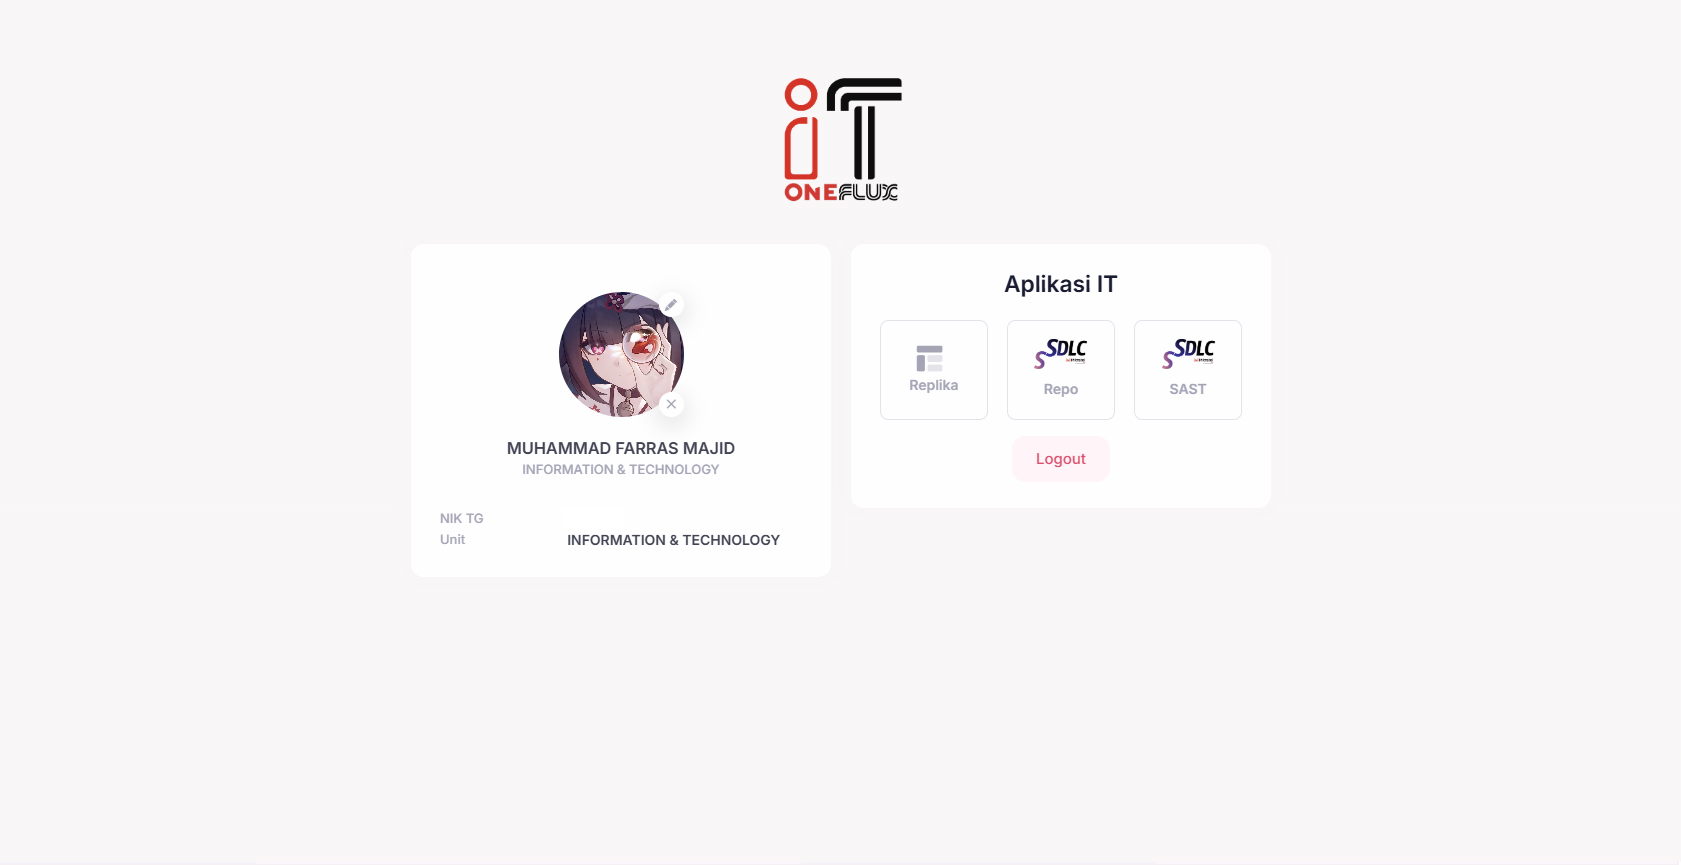 iT
ONEFLUX
MUHAMMAD FARRAS MAJID
INFORMATION & TECHNOLOGY
NIK TG
Unit INFORMATION & TECHNOLOGY
Aplikasi IT
SDLC
SDLC
Replika
Repo
SAST
Logout